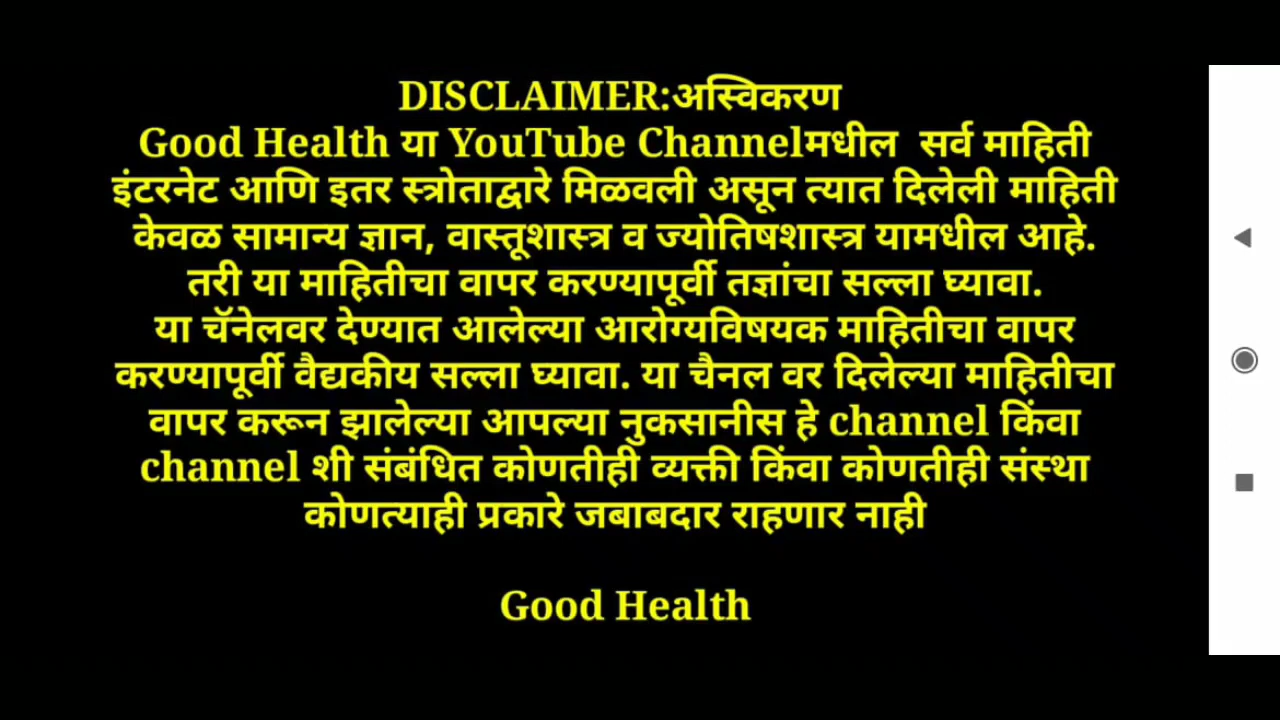 DISCLAIMER:अस्विकरण
Good Health या YouTube Channelमधील सर्व माहिती
इंटरनेट आणि इतर स्त्रोताद्वारे मिळवली असून त्यात दिलेली माहिती
केवळ सामान्य ज्ञान, वास्तूशास्त्र व ज्योतिषशास्त्र यामधील आहे.
तरी या माहितीचा वापर करण्यापूर्वी तज्ञांचा सल्ला घ्यावा.
या चॅनेलवर देण्यात आलेल्या आरोग्यविषयक माहितीचा वापर
करण्यापूर्वी वैद्यकीय सल्ला घ्यावा. या चैनल वर दिलेल्या माहितीचा
वापर करून झालेल्या आपल्या नुकसानीस हे channel किंवा
channel शी संबंधित कोणतीही व्यक्ती किंवा कोणतीही संस्था
कोणत्याही प्रकारे जबाबदार राहणार नाही
Good Health